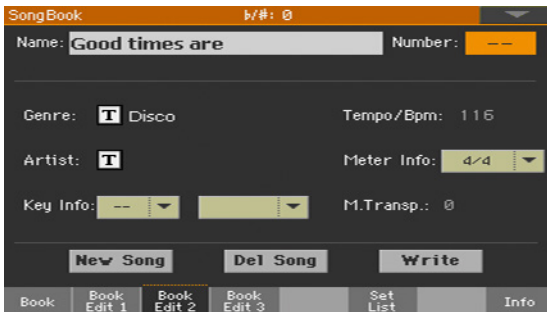 SongBook ♭/#: 0
Name: Good times are Number: --
Genre: T Disco Tempo/Bpm: 116
Artist: T Meter Info: 4/4
Key Info: -- M.Transp.: 0
New Song Del Song Write
Book Book Edit 1 Book Edit 2 Book Edit 3 Set List Info